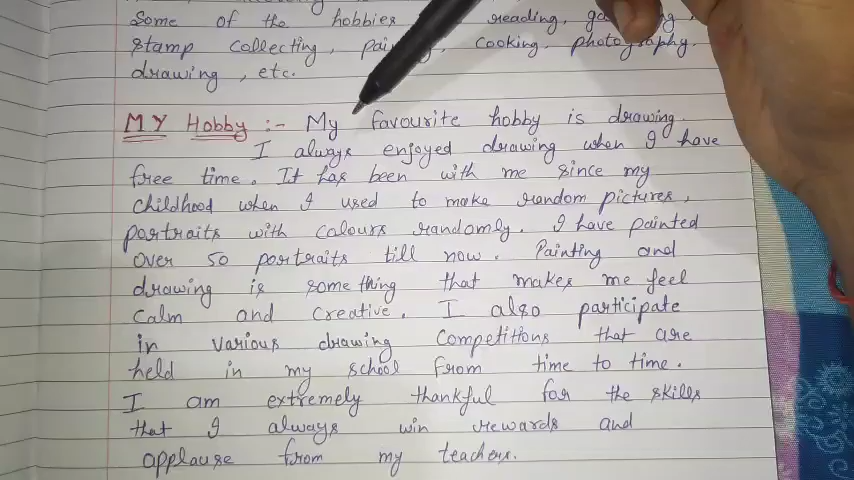 Some of the hobbies reading,
stamp collecting, cooking, photography.
drawing, etc.
MY Hobby :- My favourite hobby is drawing.
I always enjoyed drawing when I have
free time. It has been with me since my
childhood when I used to make random pictures,
portraits with colours randomly. I have painted
over 50 portraits till now. Painting and
drawing is something that makes me feel
calm and creative. I also participate
in various drawing competitions that are
held in my school from time to time.
I am extremely thankful for the skills
that I always win rewards and
applause from my teachers.